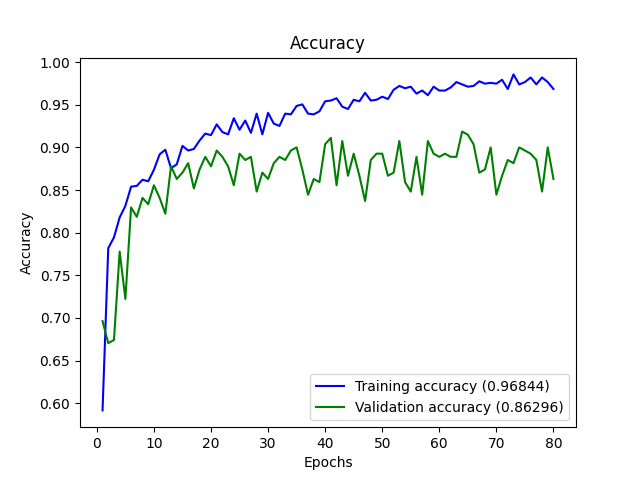 Accuracy
1.00
0.95
0.90
0.85
0.80
0.75
0.70
0.65
0.60
Accuracy
Training accuracy (0.96844)
Validation accuracy (0.86296)
0 10 20 30 40 50 60 70 80
Epochs